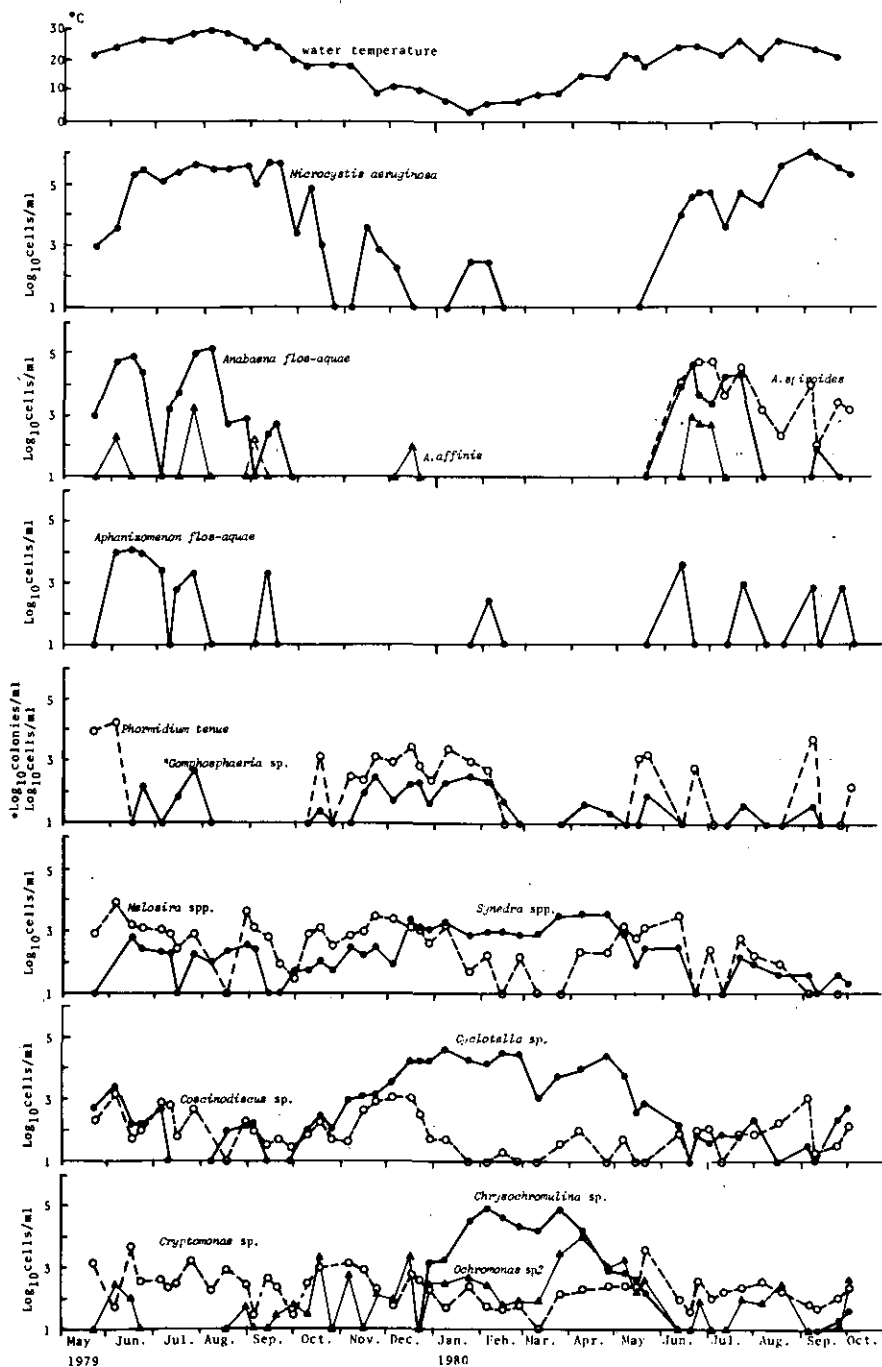 °C
30
20
10
0
water temperature
Log10cells/ml
5
3
1
Microcystis aeruginosa
Log10cells/ml
5
3
1
Anabaena flos-aquae
A.spiroides
A.affinis
Log10cells/ml
5
3
1
Aphanizomenon flos-aquae
*Log10colonies/ml
Log10cells/ml
5
3
1
Phormidium tenue
*Gomphosphaeria sp.
Log10cells/ml
5
3
1
Melosira spp.
Synedra spp.
Log10cells/ml
5
3
1
Cyclotella sp.
Coscinodiscus sp.
Log10cells/ml
5
3
1
Chrysochromulina sp.
Cryptomonas sp.
Ochromonas sp2
May Jun. Jul. Aug. Sep. Oct. Nov. Dec. Jan. Feb. Mar. Apr. May Jun. Jul. Aug. Sep. Oct.
1979 1980